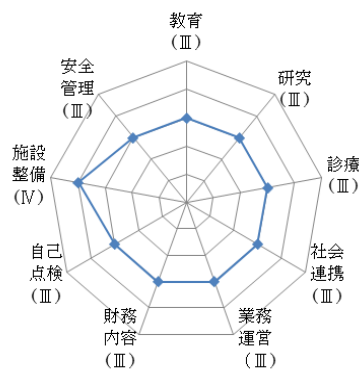 教育
(Ⅲ)
研究
(Ⅲ)
診療
(Ⅲ)
社会
連携
(Ⅲ)
業務
運営
(Ⅲ)
財務
内容
(Ⅲ)
自己
点検
(Ⅲ)
施設
整備
(Ⅳ)
安全
管理
(Ⅲ)